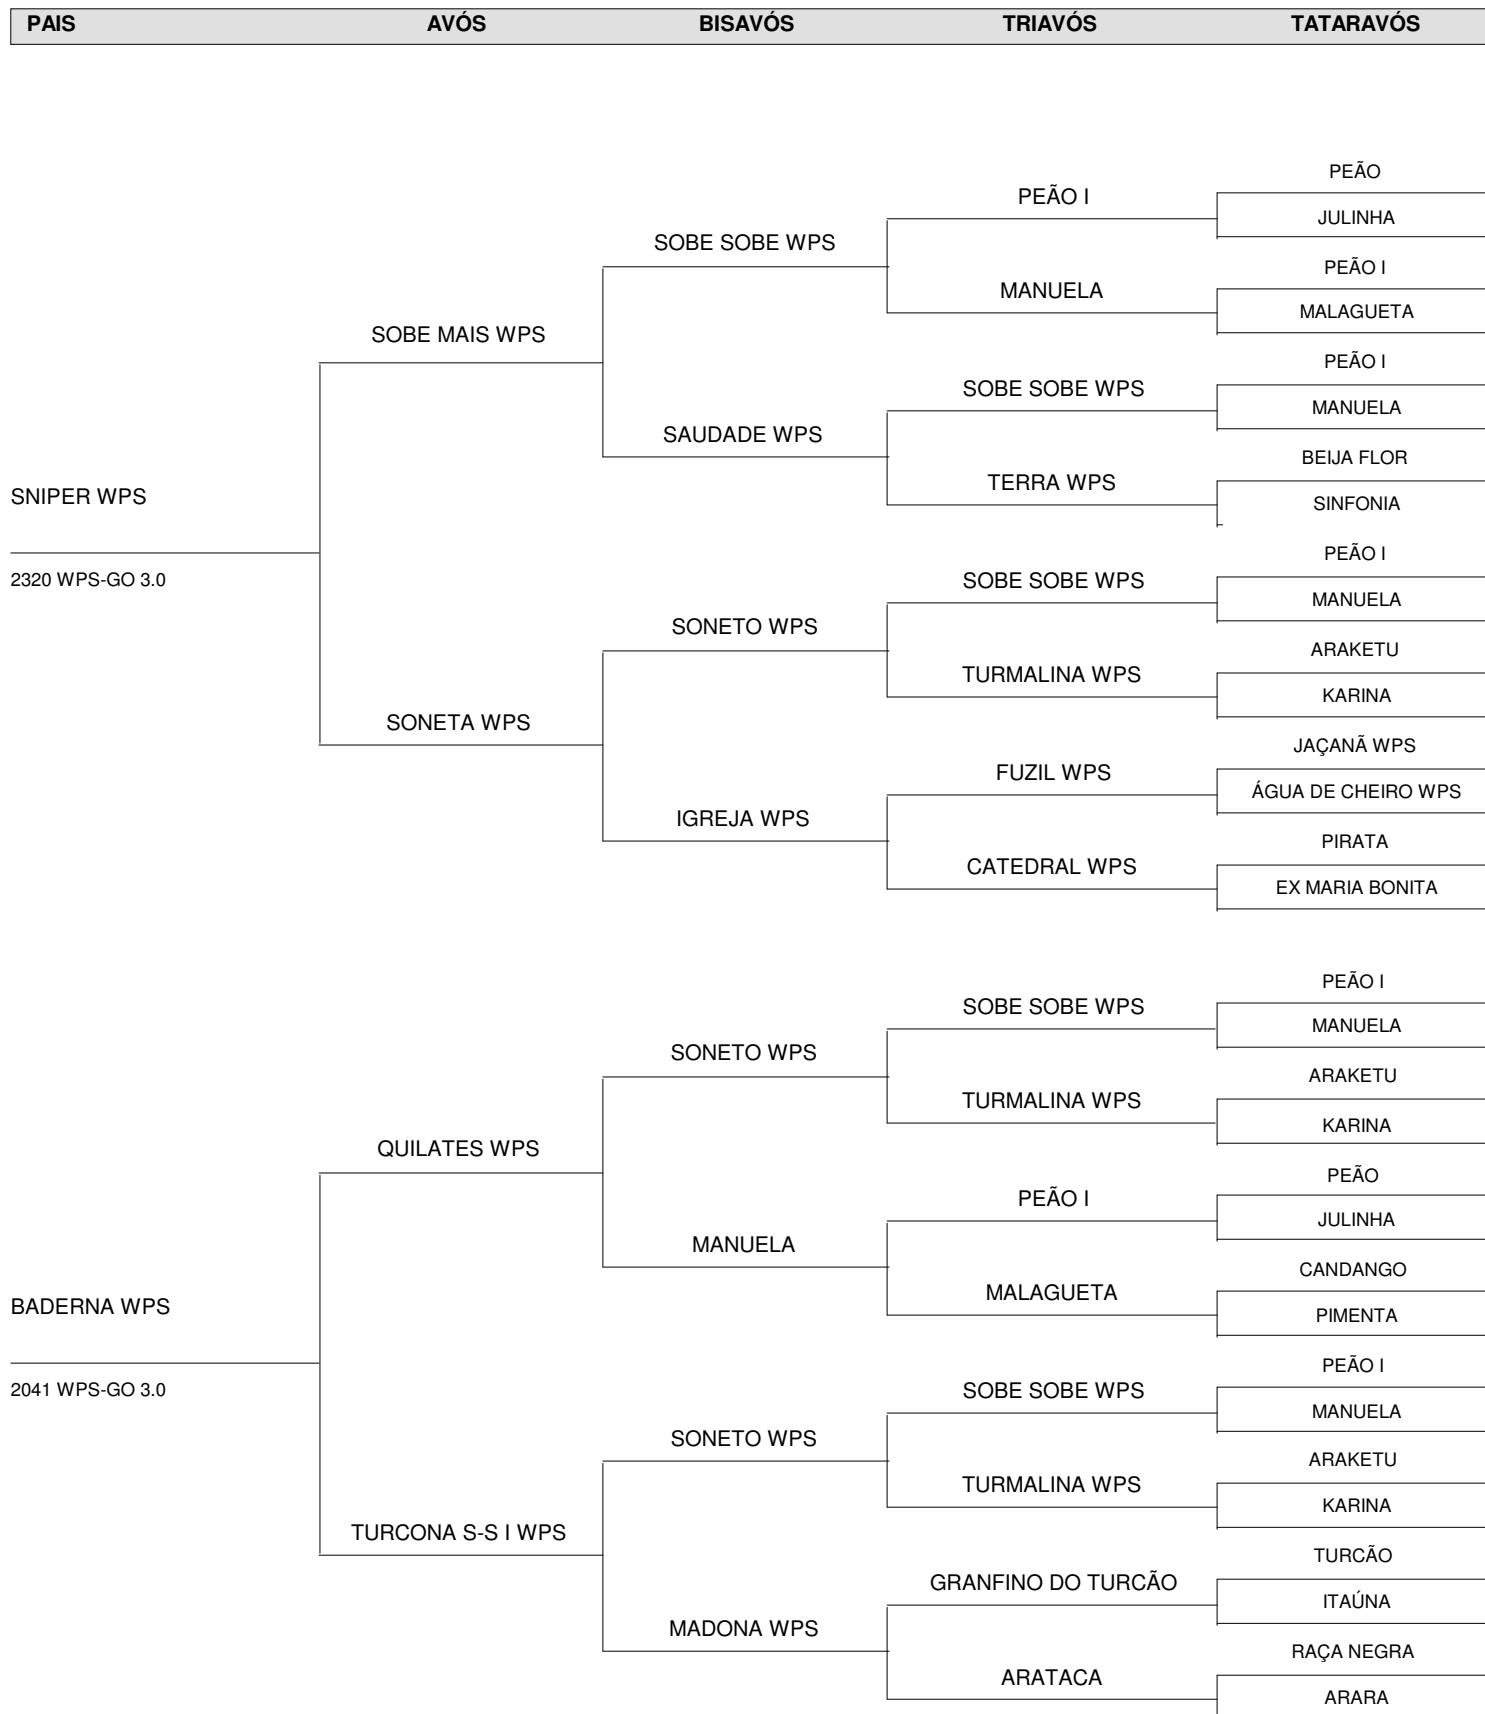 PAIS AVÓS BISAVÓS TRIAVÓS TATARAVÓS
PEÃO
PEÃO I
JULINHA
SOBE SOBE WPS
PEÃO I
MANUELA
MALAGUETA
SOBE MAIS WPS
PEÃO I
SOBE SOBE WPS
MANUELA
SAUDADE WPS
BEIJA FLOR
TERRA WPS
SNIPER WPS
SINFONIA
PEÃO I
2320 WPS-GO 3.0
SOBE SOBE WPS
MANUELA
SONETO WPS
ARAKETU
TURMALINA WPS
KARINA
SONETA WPS
JAÇANÃ WPS
FUZIL WPS
ÁGUA DE CHEIRO WPS
IGREJA WPS
PIRATA
CATEDRAL WPS
EX MARIA BONITA
PEÃO I
SOBE SOBE WPS
MANUELA
SONETO WPS
ARAKETU
TURMALINA WPS
KARINA
QUILATES WPS
PEÃO
PEÃO I
JULINHA
MANUELA
CANDANGO
MALAGUETA
BADERNA WPS
PIMENTA
PEÃO I
2041 WPS-GO 3.0
SOBE SOBE WPS
MANUELA
SONETO WPS
ARAKETU
TURMALINA WPS
KARINA
TURCONA S-S I WPS
TURCÃO
GRANFINO DO TURCÃO
ITAÚNA
MADONA WPS
RAÇA NEGRA
ARATACA
ARARA